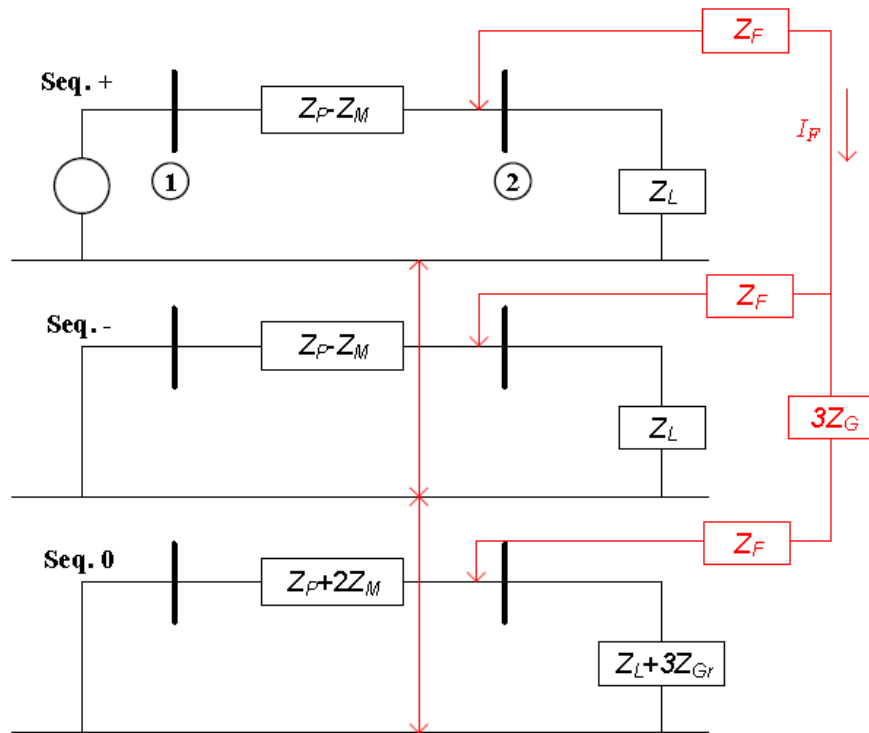 Z_F
Seq. +
Z_P-Z_M
I_F
1
2
Z_L
Z_F
Seq. -
Z_P-Z_M
Z_L
3Z_G
Z_F
Seq. 0
Z_P+2Z_M
Z_L+3Z_Gr